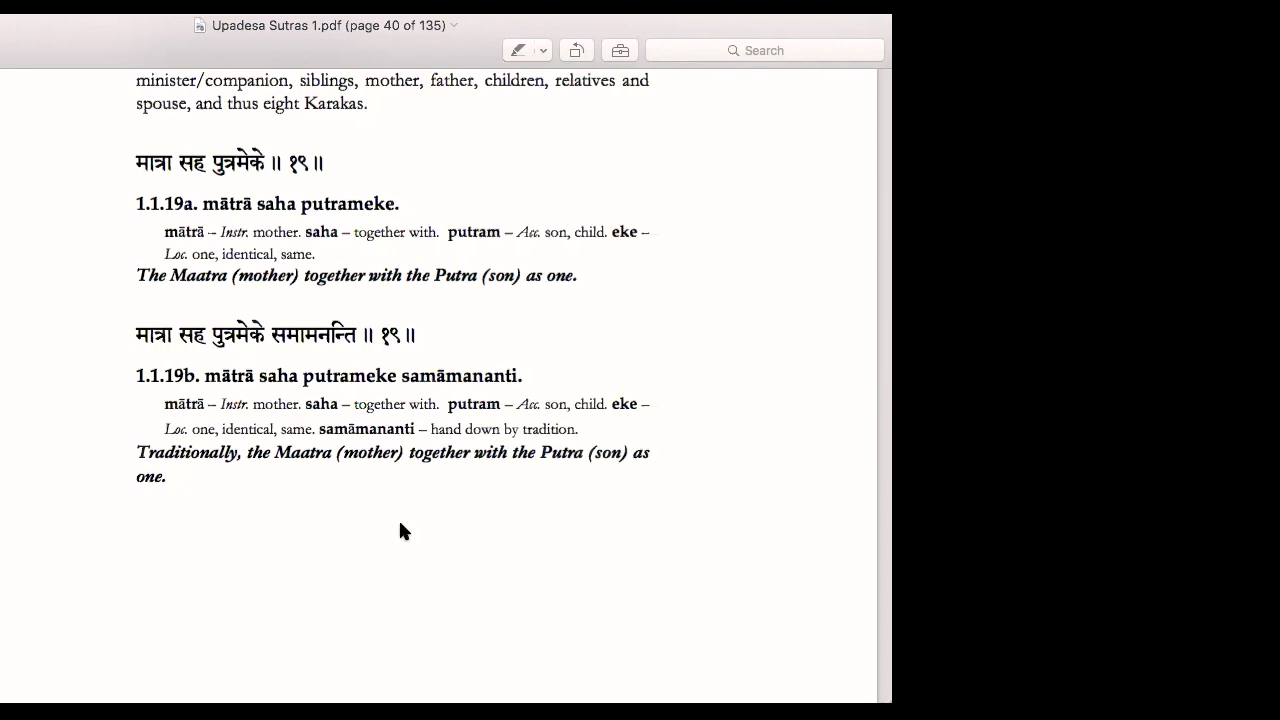 Upadesa Sutras 1.pdf (page 40 of 135)
Search
minister/companion, siblings, mother, father, children, relatives and
spouse, and thus eight Karakas.
मात्रा सह पुत्रमेके ॥ १९॥
1.1.19a. mātrā saha putrameke.
mātrā – Instr. mother. saha – together with. putram – Acc. son, child. eke –
Loc. one, identical, same.
The Maatra (mother) together with the Putra (son) as one.
मात्रा सह पुत्रमेके समामनन्ति ॥ १९॥
1.1.19b. mātrā saha putrameke samāmananti.
mātrā – Instr. mother. saha – together with. putram – Acc. son, child. eke –
Loc. one, identical, same. samāmananti – hand down by tradition.
Traditionally, the Maatra (mother) together with the Putra (son) as
one.